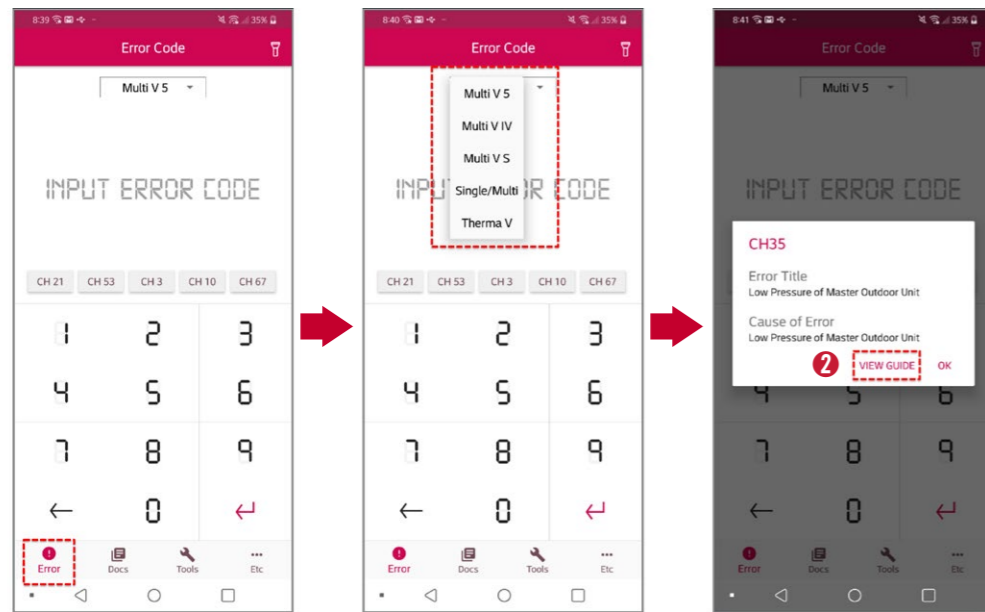 8:39 35%
Error Code
Multi V 5
INPUT ERROR CODE
CH 21 CH 53 CH 3 CH 10 CH 67
1 2 3
4 5 6
7 8 9
0
Error Docs Tools Etc
8:40 35%
Error Code
Multi V 5
Multi V IV
Multi V S
Single/Multi
Therma V
INPU OR CODE
CH 21 CH 53 CH 3 CH 10 CH 67
1 2 3
4 5 6
7 8 9
0
Error Docs Tools Etc
8:41 35%
Error Code
Multi V 5
INPUT ERROR CODE
CH35
Error Title
Low Pressure of Master Outdoor Unit
Cause of Error
Low Pressure of Master Outdoor Unit
2 VIEW GUIDE OK
4 5 6
7 8 9
0
Error Docs Tools Etc